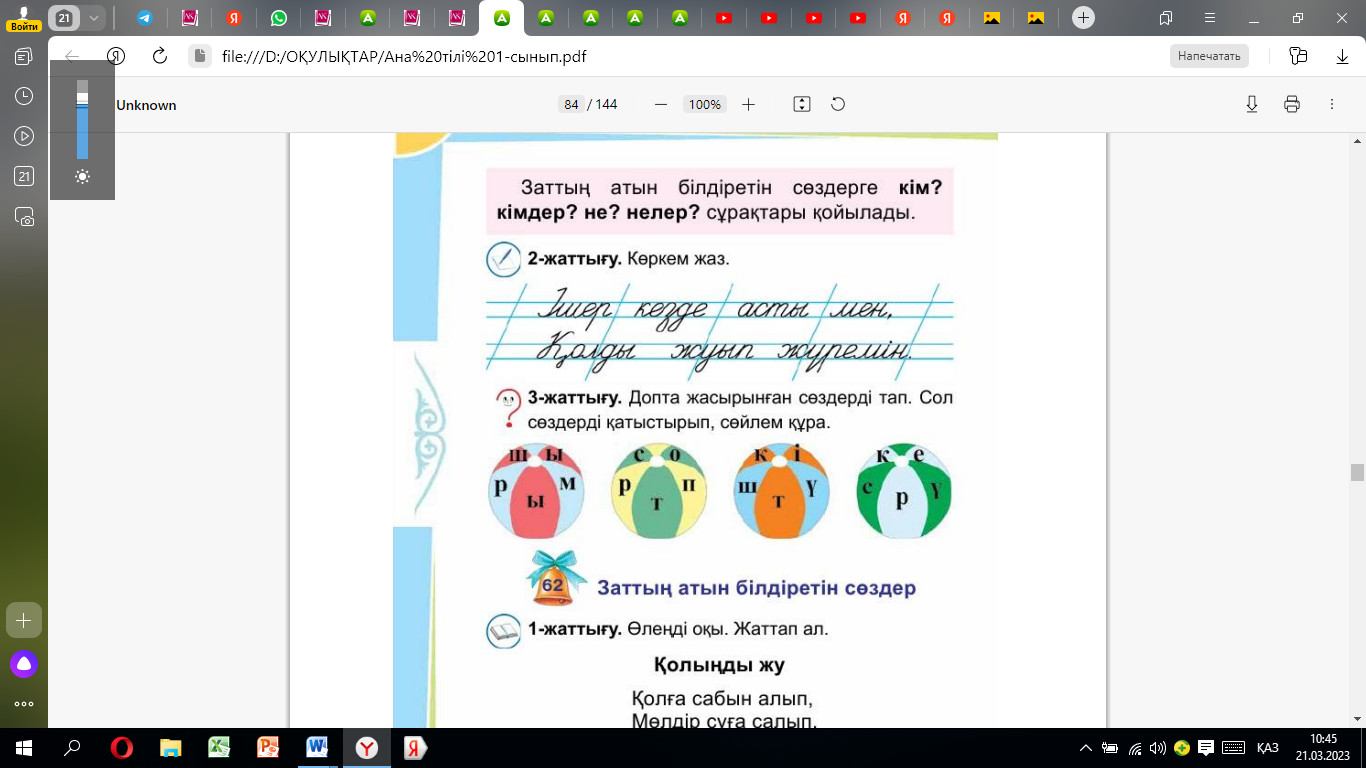 Войти
21
file:///D:/ОҚУЛЫҚТАР/Ана%20тілі%201-сынып.pdf
Напечатать
Unknown
84 / 144
100%
21
Заттың атын білдіретін сөздерге кім?
кімдер? не? нелер? сұрақтары қойылады.
2-жаттығу. Көркем жаз.
Ішер кезде асты мен,
Қолды жуып жүремін.
3-жаттығу. Допта жасырынған сөздерді тап. Сол
сөздерді қатыстырып, сөйлем құра.
ш ы р ы м
с о р т п
к і ш т ү
к е с р ү
62 Заттың атын білдіретін сөздер
1-жаттығу. Өлеңді оқы. Жаттап ал.
Қолыңды жу
Қолға сабын алып,
Мөлдір суға салып,
ҚАЗ
10:45
21.03.2023